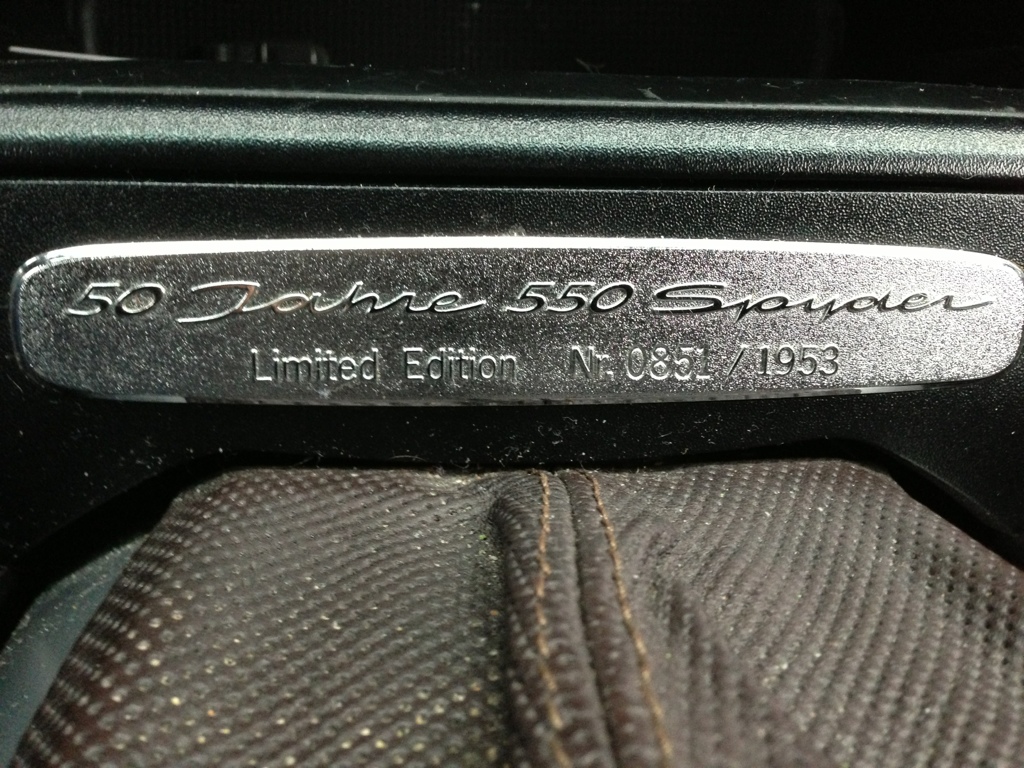 50 Jahre 550 Spyder
Limited Edition Nr. 0851 / 1953